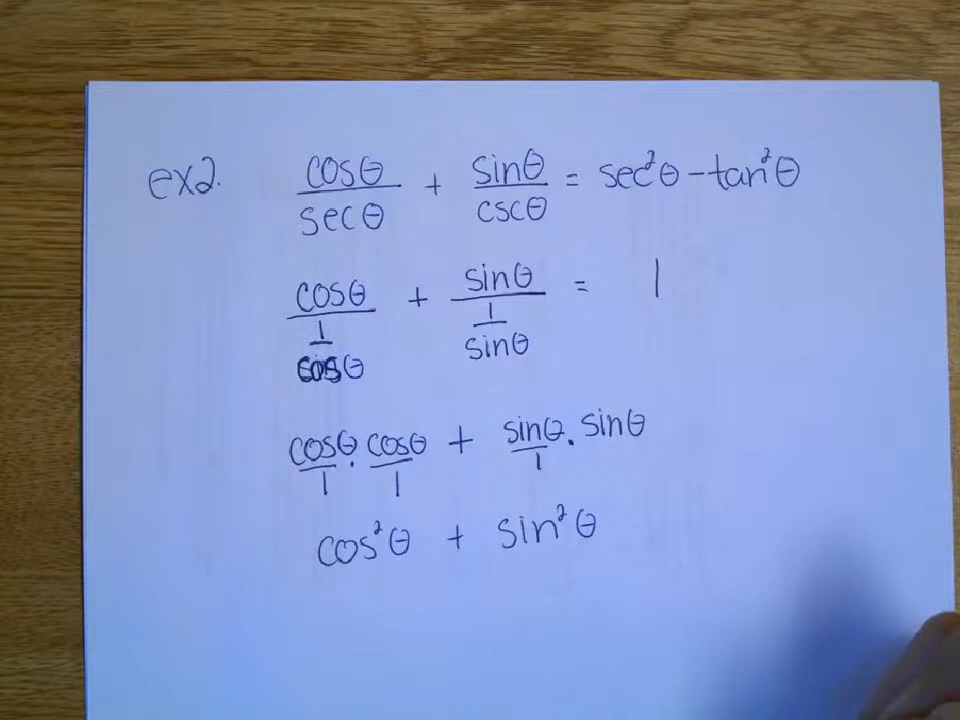 ex2. cosθ/secθ + sinθ/cscθ = sec²θ - tan²θ
cosθ/(1/cosθ) + sinθ/(1/sinθ) = 1
cosθ/1 · cosθ/1 + sinθ/1 · sinθ
cos²θ + sin²θ